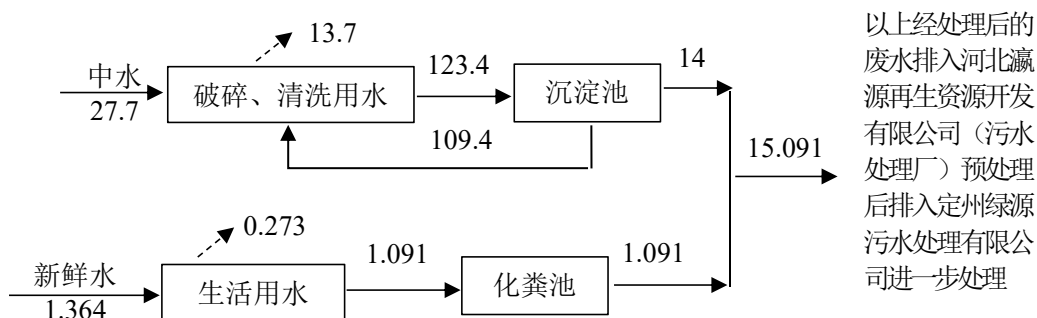 13.7
中水
27.7
破碎、清洗用水
123.4
沉淀池
14
109.4
15.091
0.273
新鲜水
1.364
生活用水
1.091
化粪池
1.091
以上经处理后的
废水排入河北瀛
源再生资源开发
有限公司（污水
处理厂）预处理
后排入定州绿源
污水处理有限公
司进一步处理